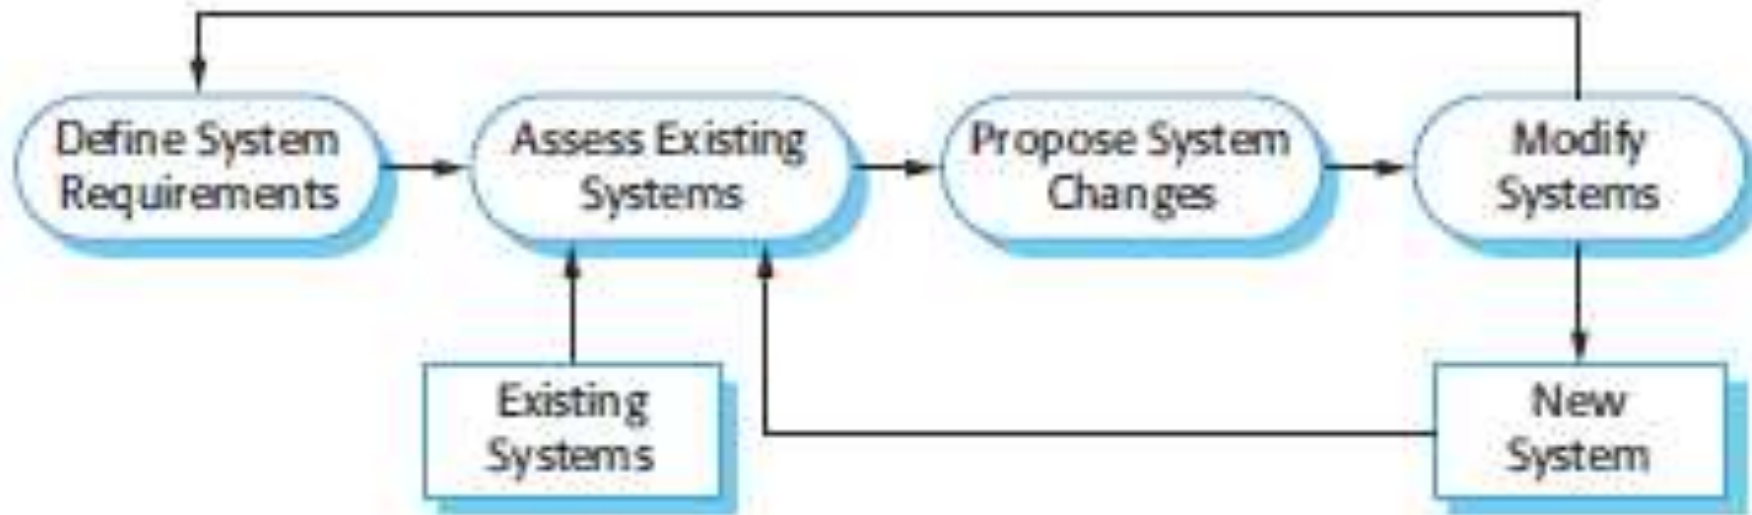 Define System
Requirements
Assess Existing
Systems
Propose System
Changes
Modify
Systems
Existing
Systems
New
System